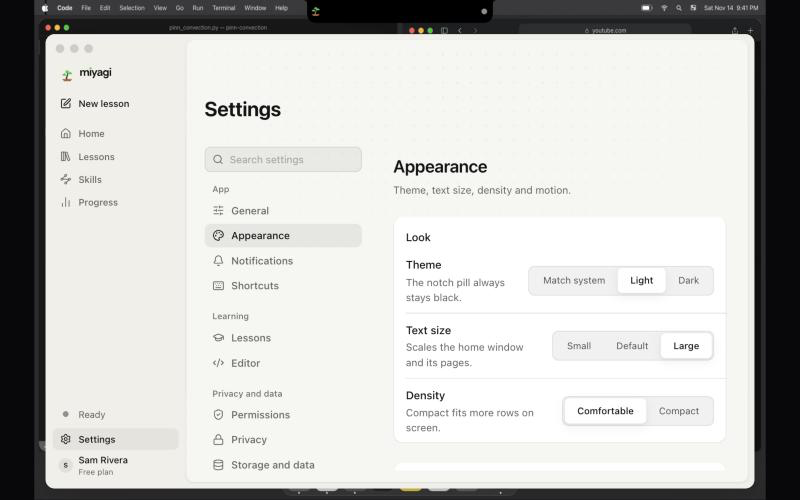 Code File Edit Selection View Go Run Terminal Window Help
Sat Nov 14 9:41 PM
pinn_convection.py — pinn-convection
youtube.com
miyagi
New lesson
Home
Lessons
Skills
Progress
Ready
Settings
S
Sam Rivera
Free plan
Settings
Search settings
App
General
Appearance
Notifications
Shortcuts
Learning
Lessons
Editor
Privacy and data
Permissions
Privacy
Storage and data
Appearance
Theme, text size, density and motion.
Look
Theme
The notch pill always
stays black.
Match system Light Dark
Text size
Scales the home window
and its pages.
Small Default Large
Density
Compact fits more rows on
screen.
Comfortable Compact